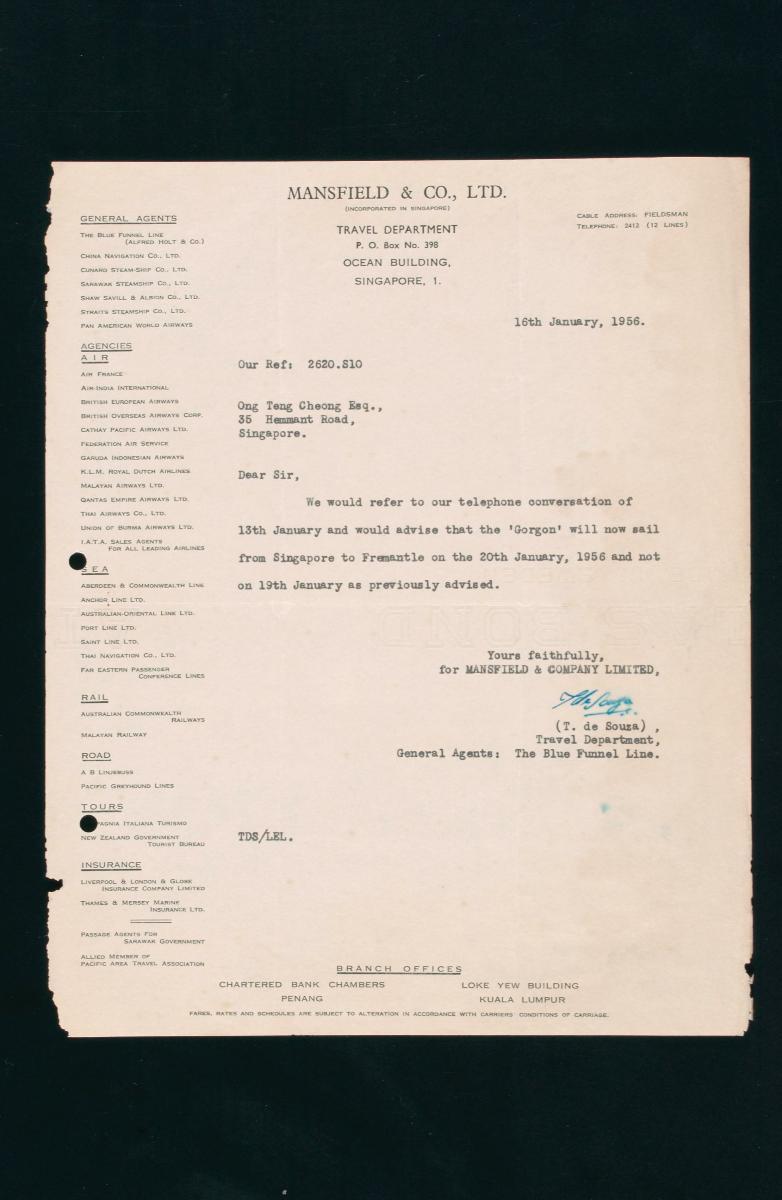 MANSFIELD & CO., LTD.
(INCORPORATED IN SINGAPORE)
TRAVEL DEPARTMENT
P. O. Box No. 398
OCEAN BUILDING,
SINGAPORE, 1.
CABLE ADDRESS: FIELDSMAN
TELEPHONE: 2412 (12 LINES)
GENERAL AGENTS
THE BLUE FUNNEL LINE
(ALFRED HOLT & CO.)
CHINA NAVIGATION CO., LTD.
CUNARD STEAM-SHIP CO., LTD.
SARAWAK STEAMSHIP CO., LTD.
SHAW SAVILL & ALBION CO., LTD.
STRAITS STEAMSHIP CO., LTD.
PAN AMERICAN WORLD AIRWAYS
AGENCIES
AIR
AIR FRANCE
AIR-INDIA INTERNATIONAL
BRITISH EUROPEAN AIRWAYS
BRITISH OVERSEAS AIRWAYS CORP.
CATHAY PACIFIC AIRWAYS LTD.
FEDERATION AIR SERVICE
GARUDA INDONESIAN AIRWAYS
K.L.M. ROYAL DUTCH AIRLINES
MALAYAN AIRWAYS LTD.
QANTAS EMPIRE AIRWAYS LTD.
THAI AIRWAYS CO., LTD.
UNION OF BURMA AIRWAYS LTD.
I.A.T.A. SALES AGENTS
FOR ALL LEADING AIRLINES
SEA
ABERDEEN & COMMONWEALTH LINE
ANCHOR LINE LTD.
AUSTRALIAN-ORIENTAL LINE LTD.
PORT LINE LTD.
SAINT LINE LTD.
THAI NAVIGATION CO., LTD.
FAR EASTERN PASSENGER
CONFERENCE LINES
RAIL
AUSTRALIAN COMMONWEALTH
RAILWAYS
MALAYAN RAILWAY
ROAD
A B LINJEBUSS
PACIFIC GREYHOUND LINES
TOURS
PAGNIA ITALIANA TURISMO
NEW ZEALAND GOVERNMENT
TOURIST BUREAU
INSURANCE
LIVERPOOL & LONDON & GLOBE
INSURANCE COMPANY LIMITED
THAMES & MERSEY MARINE
INSURANCE LTD.
PASSAGE AGENTS FOR
SARAWAK GOVERNMENT
ALLIED MEMBER OF
PACIFIC AREA TRAVEL ASSOCIATION
16th January, 1956.
Our Ref: 2620.S10
Ong Teng Cheong Esq.,
35 Hemmant Road,
Singapore.
Dear Sir,
We would refer to our telephone conversation of
13th January and would advise that the 'Gorgon' will now sail
from Singapore to Fremantle on the 20th January, 1956 and not
on 19th January as previously advised.
Yours faithfully,
for MANSFIELD & COMPANY LIMITED,
(T. de Souza) ,
Travel Department,
General Agents: The Blue Funnel Line.
TDS/LEL.
BRANCH OFFICES
CHARTERED BANK CHAMBERS
PENANG
LOKE YEW BUILDING
KUALA LUMPUR
FARES, RATES AND SCHEDULES ARE SUBJECT TO ALTERATION IN ACCORDANCE WITH CARRIERS' CONDITIONS OF CARRIAGE.